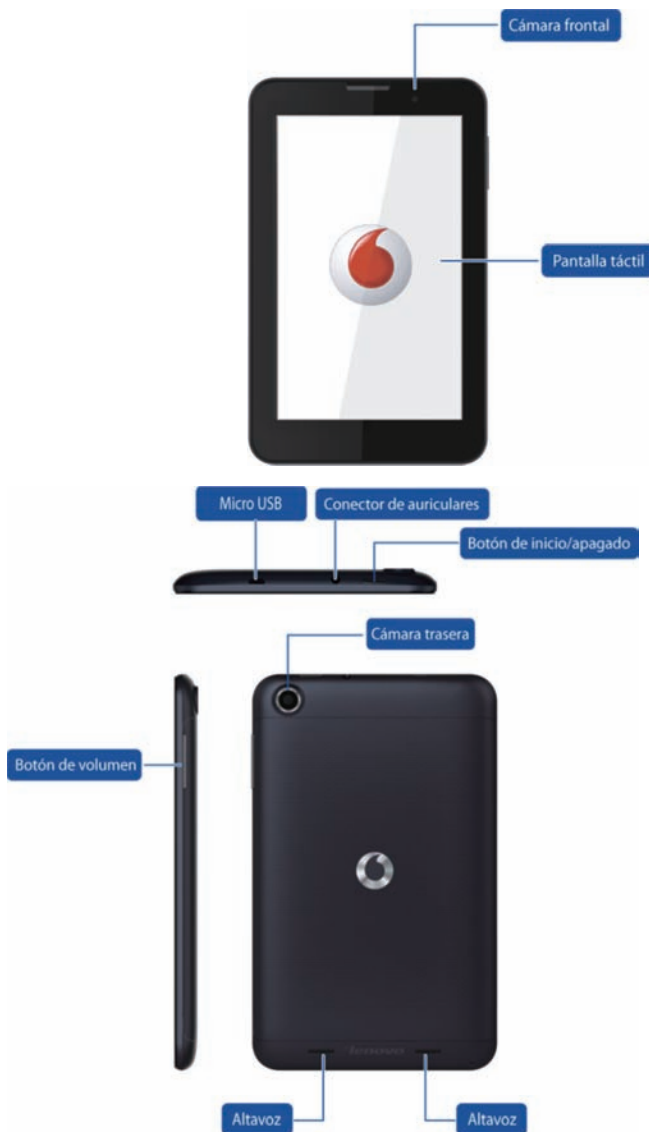 Cámara frontal
Pantalla táctil
Micro USB
Conector de auriculares
Botón de inicio/apagado
Cámara trasera
Botón de volumen
Altavoz
Altavoz